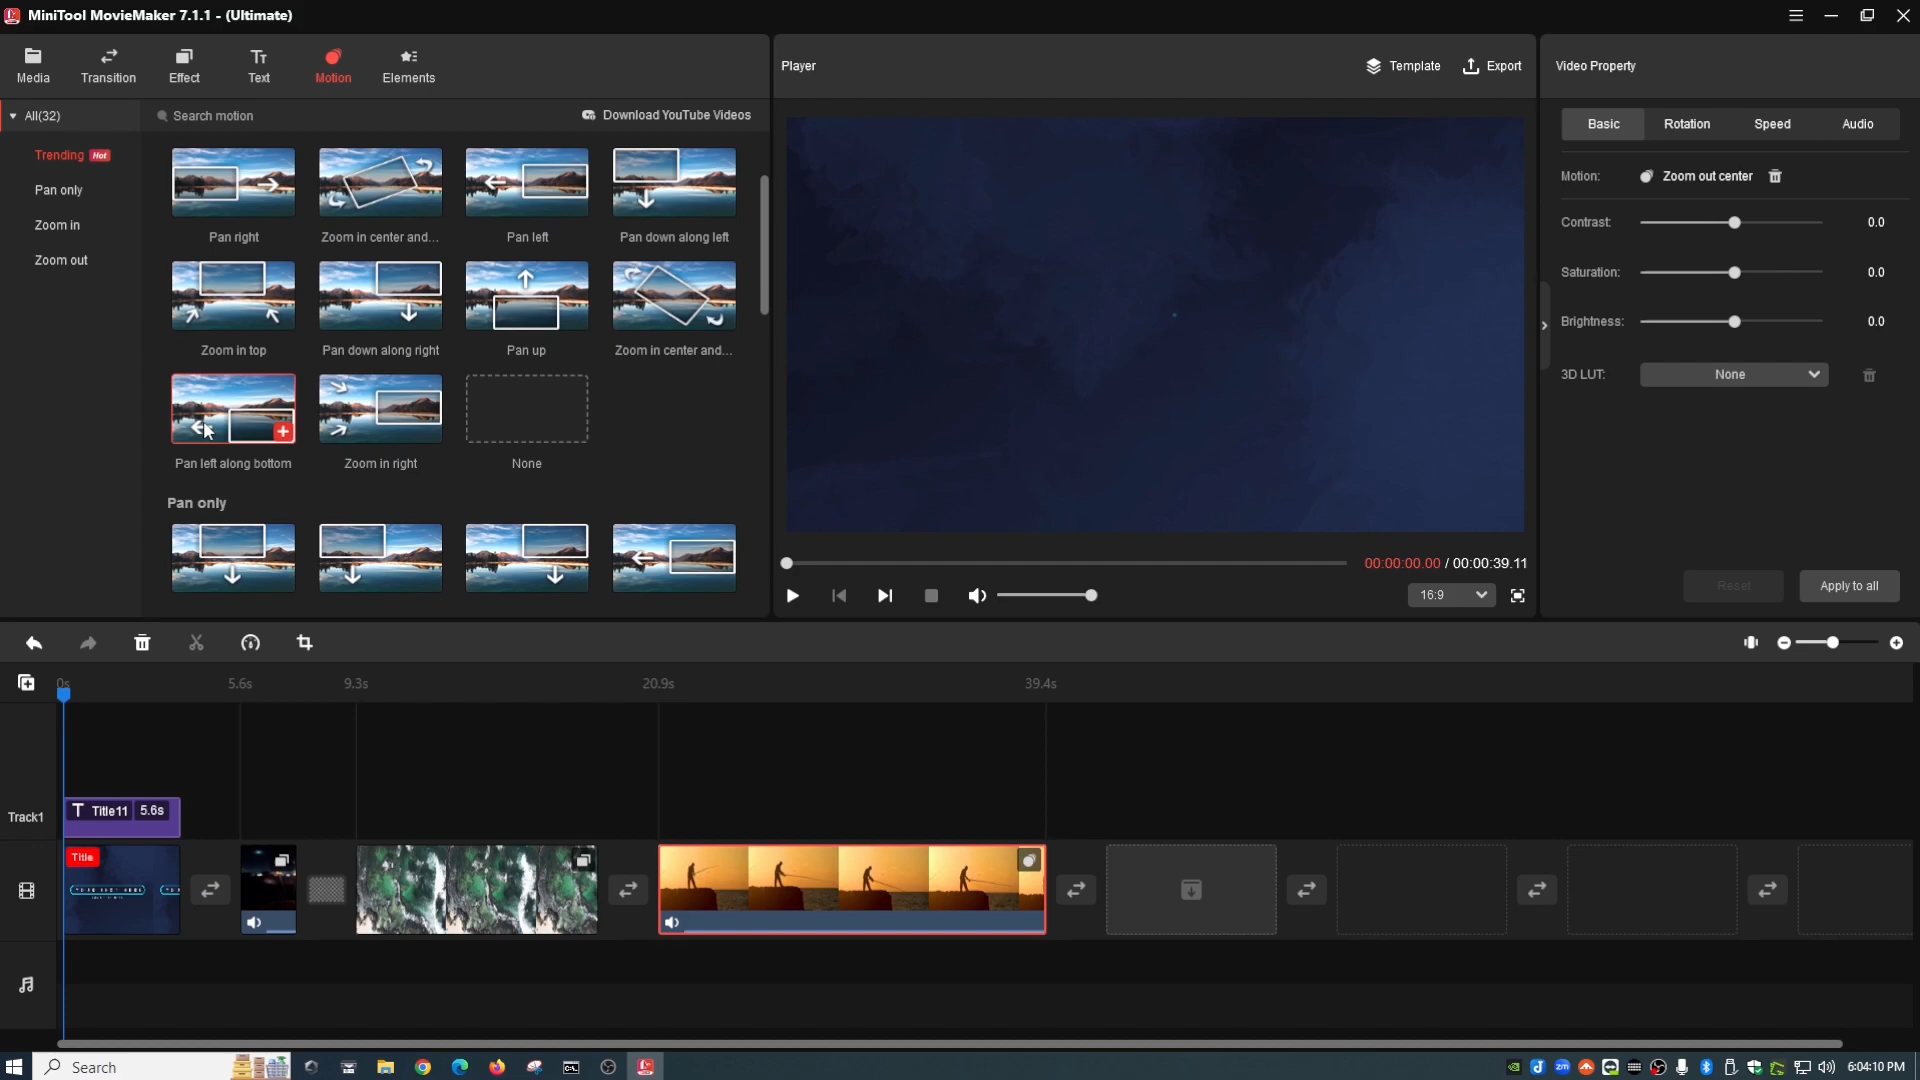 MiniTool MovieMaker 7.1.1 - (Ultimate)
Media
Transition
Effect
Text
Motion
Elements
Player
Template
Export
Video Property
All(32)
Search motion
Download YouTube Videos
Trending Hot
Pan only
Zoom in
Zoom out
Pan right
Zoom in center and...
Pan left
Pan down along left
Zoom in top
Pan down along right
Pan up
Zoom in center and...
Pan left along bottom
Zoom in right
None
Pan only
Basic
Rotation
Speed
Audio
Motion:
Zoom out center
Contrast:
0.0
Saturation:
0.0
Brightness:
0.0
3D LUT:
None
00:00:00.00 / 00:00:39.11
16:9
Reset
Apply to all
0s
5.6s
9.3s
20.9s
39.4s
Track1
T Title11 5.6s
Title
Search
6:04:10 PM